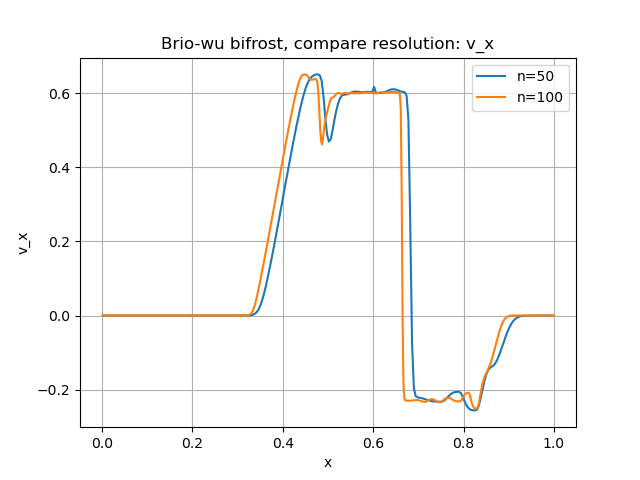 Brio-wu bifrost, compare resolution: v_x
n=50
n=100
0.6
0.4
0.2
0.0
−0.2
v_x
0.0 0.2 0.4 0.6 0.8 1.0
x